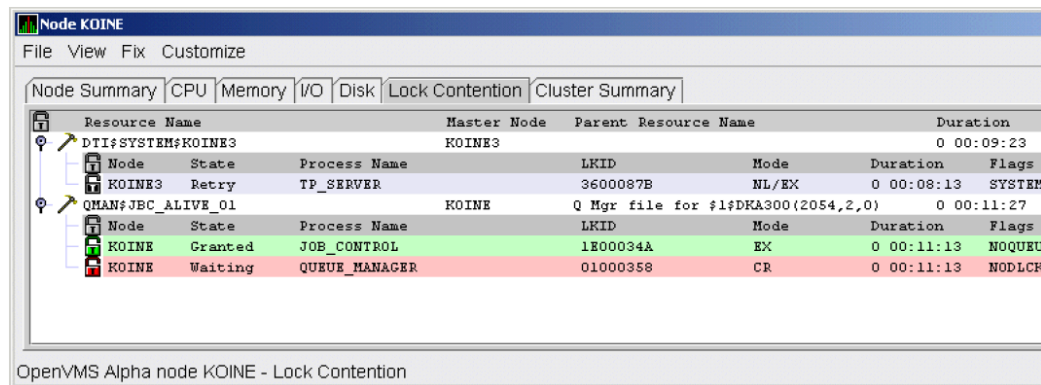 Node KOINE
File View Fix Customize
Node Summary CPU Memory I/O Disk Lock Contention Cluster Summary
Resource Name Master Node Parent Resource Name Duration
DTI$SYSTEM$KOINE3 KOINE3 0 00:09:23
Node State Process Name LKID Mode Duration Flags
KOINE3 Retry TP_SERVER 3600087B NL/EX 0 00:08:13 SYSTEM
QMAN$JBC_ALIVE_01 KOINE Q Mgr file for $1$DKA300(2054,2,0) 0 00:11:27
Node State Process Name LKID Mode Duration Flags
KOINE Granted JOB_CONTROL 1E00034A EX 0 00:11:13 NOQUEU
KOINE Waiting QUEUE_MANAGER 01000358 CR 0 00:11:13 NODLCK
OpenVMS Alpha node KOINE - Lock Contention